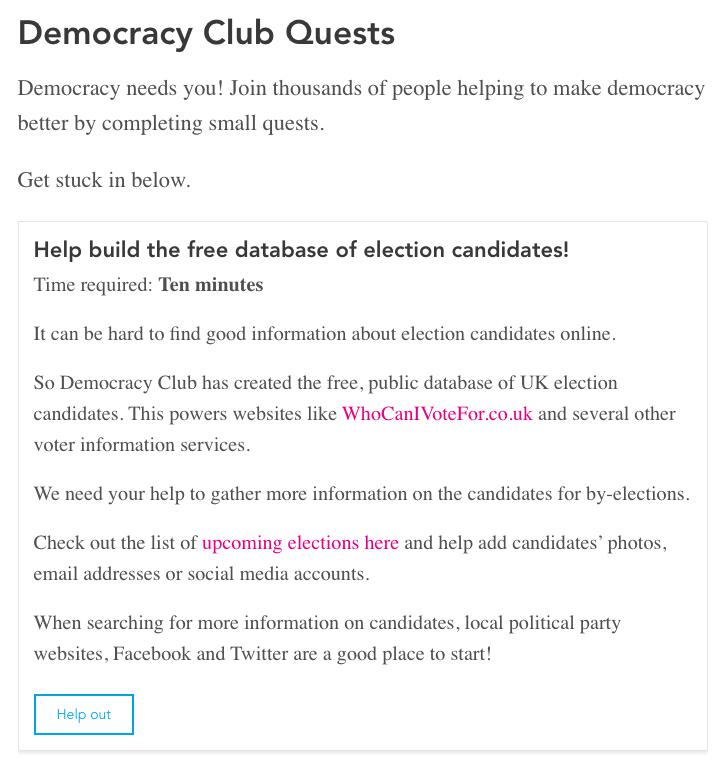 Democracy Club Quests
Democracy needs you! Join thousands of people helping to make democracy
better by completing small quests.
Get stuck in below.
Help build the free database of election candidates!
Time required: Ten minutes
It can be hard to find good information about election candidates online.
So Democracy Club has created the free, public database of UK election
candidates. This powers websites like WhoCanIVoteFor.co.uk and several other
voter information services.
We need your help to gather more information on the candidates for by-elections.
Check out the list of upcoming elections here and help add candidates’ photos,
email addresses or social media accounts.
When searching for more information on candidates, local political party
websites, Facebook and Twitter are a good place to start!
Help out